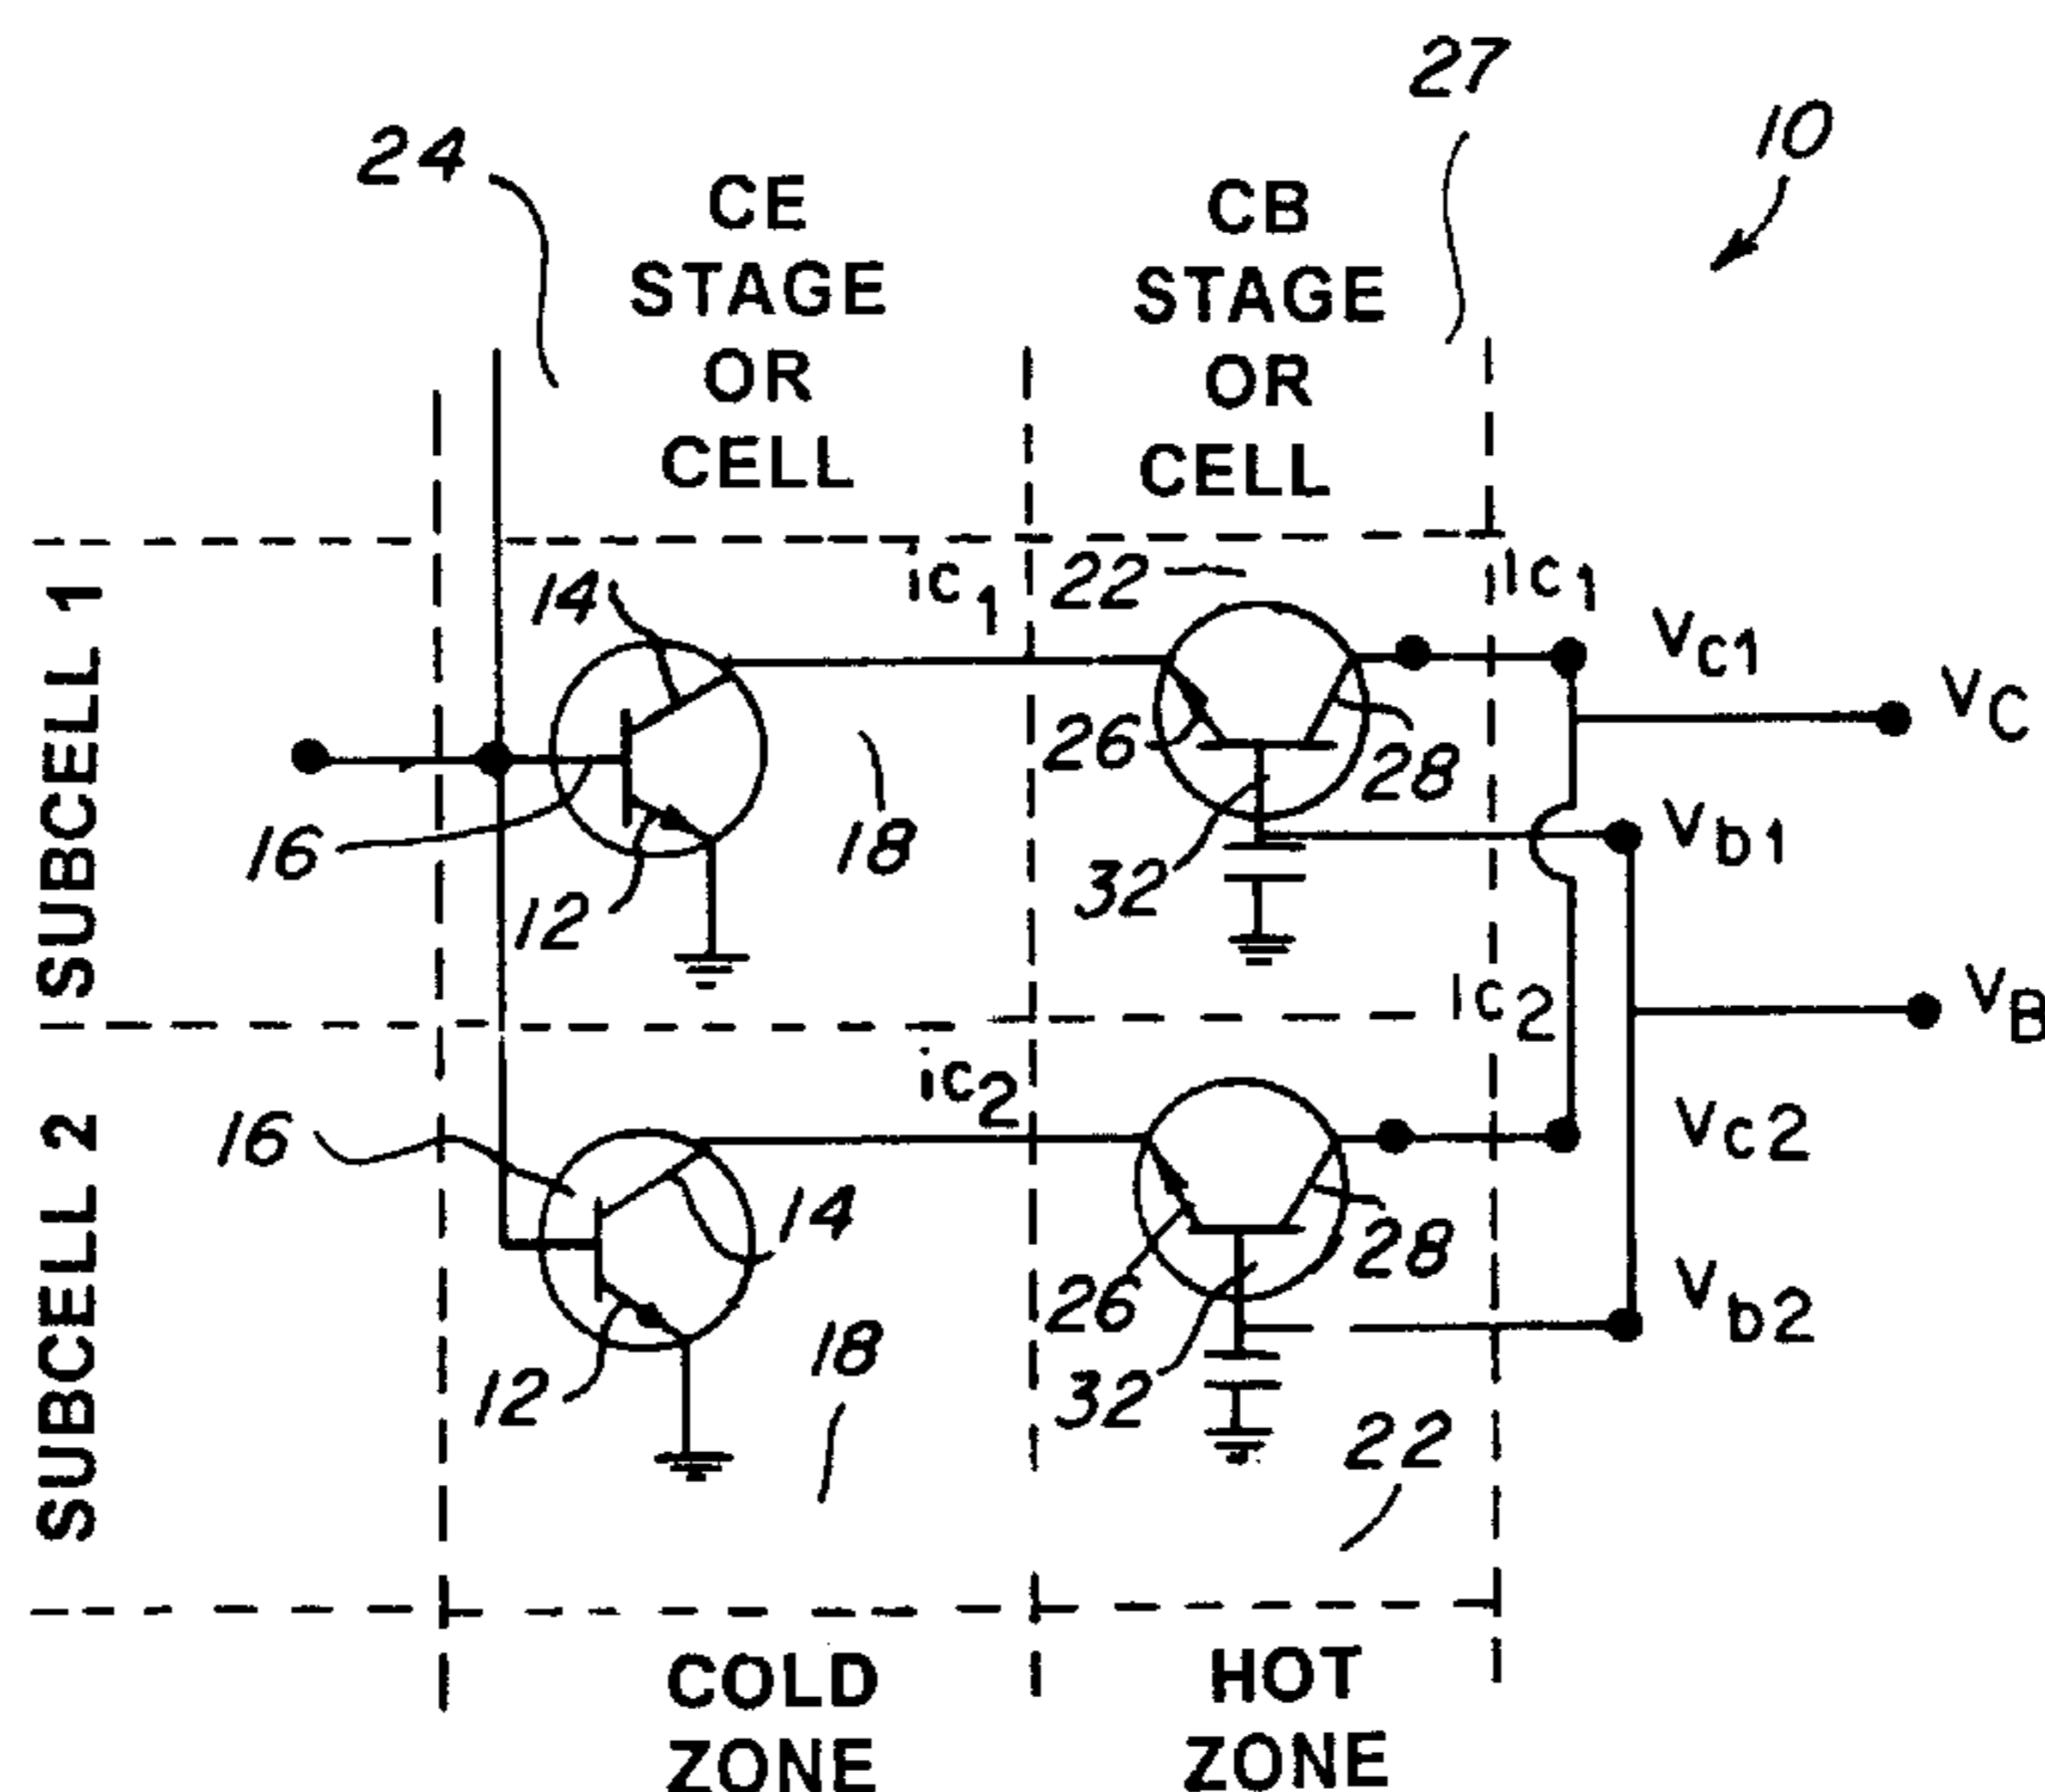 27
10
24
CE
STAGE
OR
CELL
CB
STAGE
OR
CELL
SUBCELL 1
14
ic1
22
Ic1
Vc1
VC
26
28
Vb1
16
18
32
12
Ic2
VB
SUBCELL 2
ic2
16
14
Vc2
28
26
Vb2
18
12
32
22
COLD
ZONE
HOT
ZONE